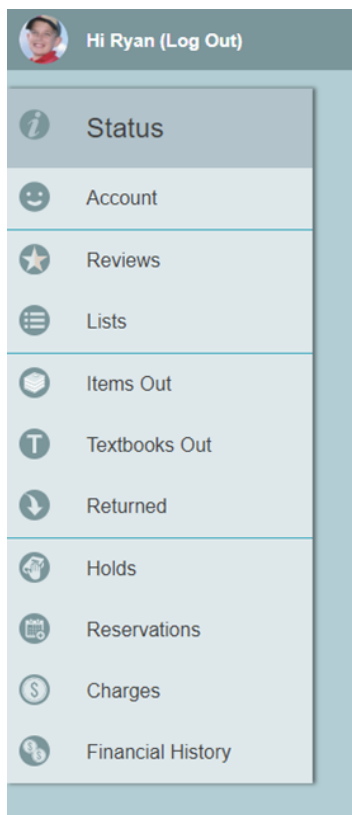 Hi Ryan (Log Out)
i Status
Account
Reviews
Lists
Items Out
T Textbooks Out
Returned
Holds
Reservations
$ Charges
$ $ Financial History